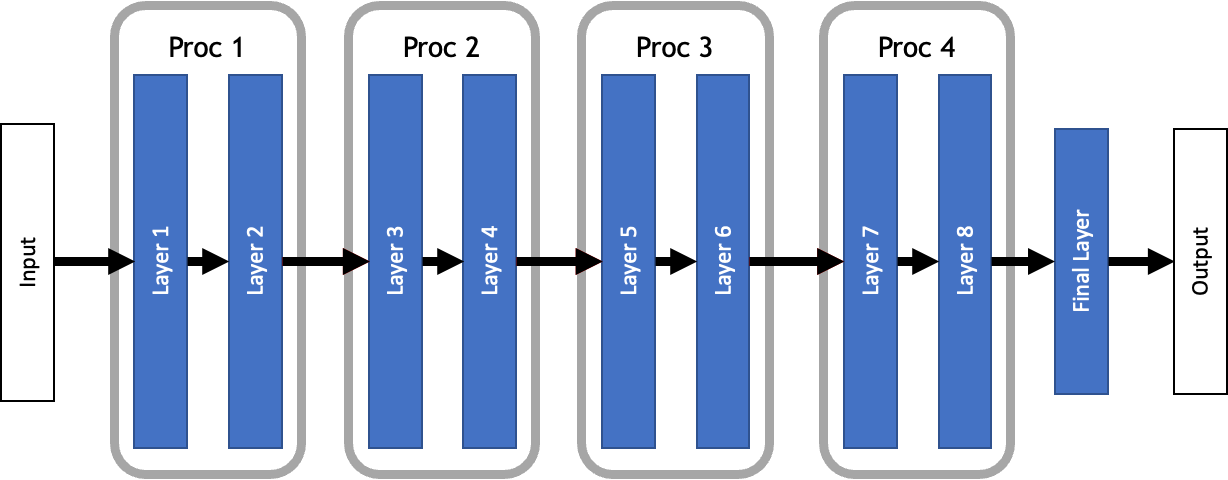 Proc 1
Proc 2
Proc 3
Proc 4
Input
Layer 1
Layer 2
Layer 3
Layer 4
Layer 5
Layer 6
Layer 7
Layer 8
Final Layer
Output